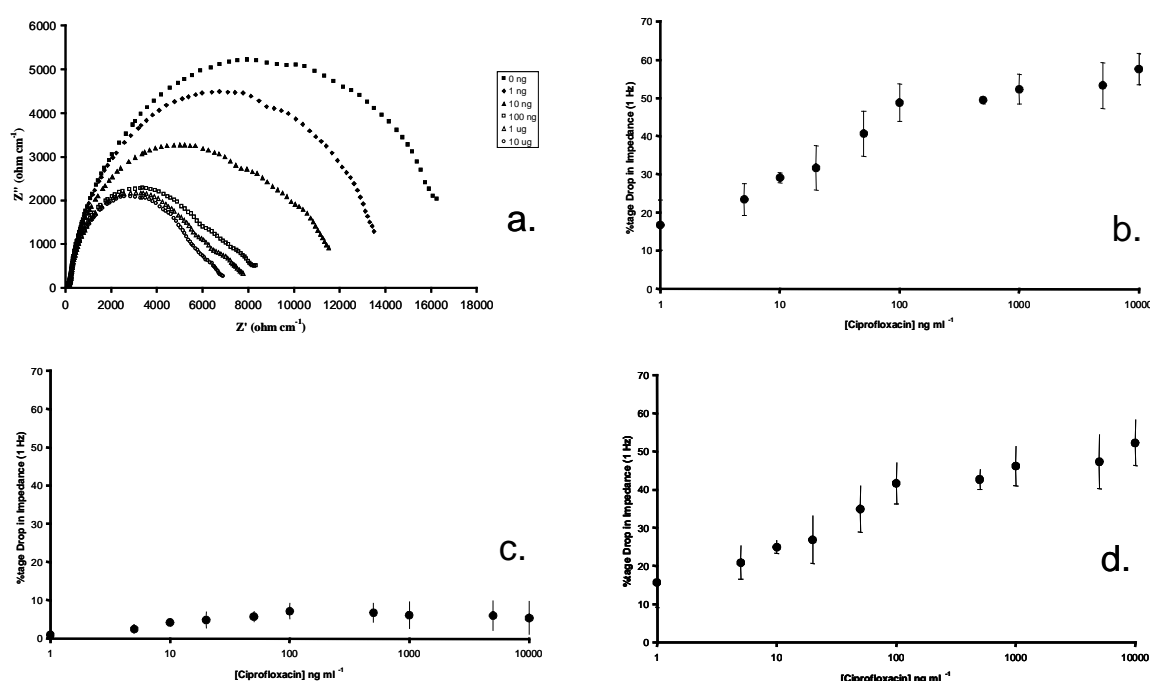 6000
5000
4000
3000
2000
1000
0
Z'' (ohm cm-1)
0 2000 4000 6000 8000 10000 12000 14000 16000 18000
Z' (ohm cm-1)
0 ng
1 ng
10 ng
100 ng
1 ug
10 ug
a.
70
60
50
40
30
20
10
0
%tage Drop in Impedance (1 Hz)
1 10 100 1000 10000
[Ciprofloxacin] ng ml -1
b.
70
60
50
40
30
20
10
0
%tage Drop in Impedance (1 Hz)
1 10 100 1000 10000
[Ciprofloxacin] ng ml -1
c.
70
60
50
40
30
20
10
0
%tage Drop in Impedance (1 Hz)
1 10 100 1000 10000
[Ciprofloxacin] ng ml -1
d.